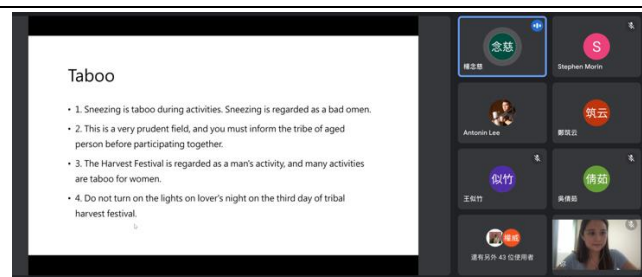 Taboo
• 1. Sneezing is taboo during activities. Sneezing is regarded as a bad omen.
• 2. This is a very prudent field, and you must inform the tribe of aged
person before participating together.
• 3. The Harvest Festival is regarded as a man's activity, and many activities
are taboo for women.
• 4. Do not turn on the lights on lover's night on the third day of tribal
harvest festival.
念慈
S
楊念慈
Stephen Morin
筑云
Antonin Lee
鄭筑云
似竹
倩茹
王似竹
吳倩茹
權威
還有另外 43 位使用者